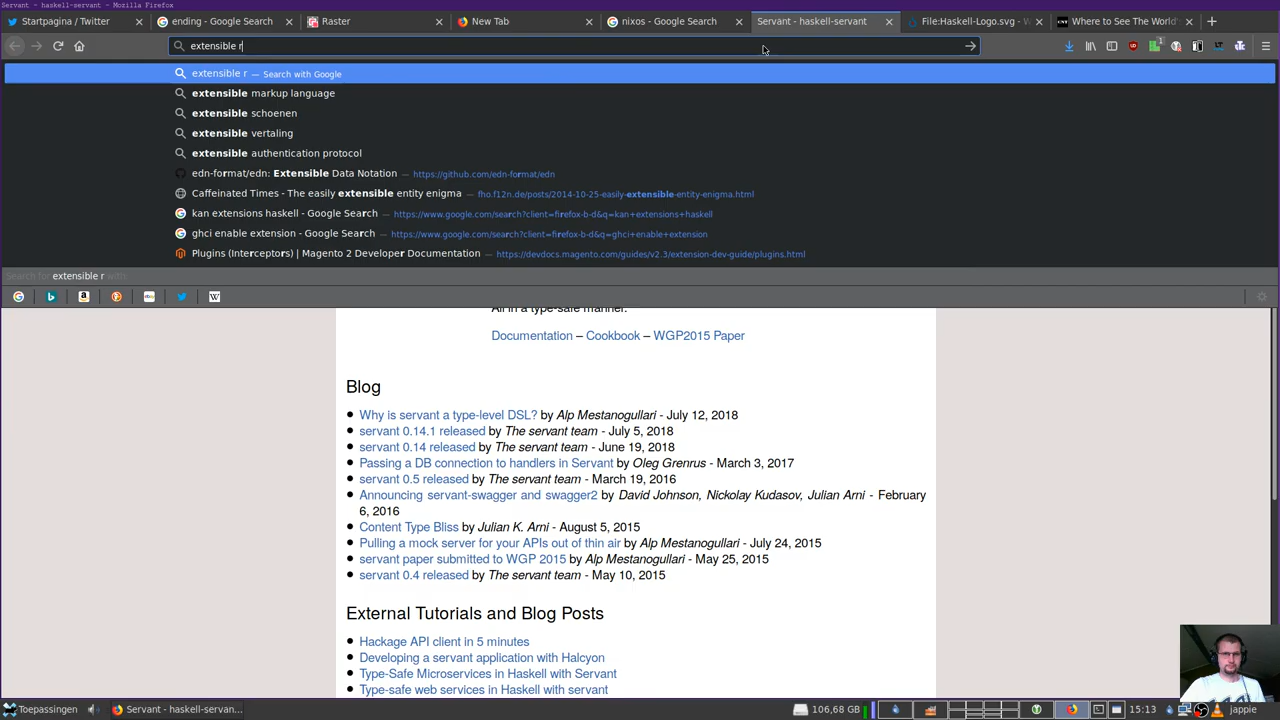 Servant - haskell-servant - Mozilla Firefox
Startpagina / Twitter
ending - Google Search
Raster
New Tab
nixos - Google Search
Servant - haskell-servant
File:Haskell-Logo.svg - W
Where to See The World'
extensible r
extensible r — Search with Google
extensible markup language
extensible schoenen
extensible vertaling
extensible authentication protocol
edn-format/edn: Extensible Data Notation — https://github.com/edn-format/edn
Caffeinated Times - The easily extensible entity enigma — fho.f12n.de/posts/2014-10-25-easily-extensible-entity-enigma.html
kan extensions haskell - Google Search — https://www.google.com/search?client=firefox-b-d&q=kan+extensions+haskell
ghci enable extension - Google Search — https://www.google.com/search?client=firefox-b-d&q=ghci+enable+extension
Plugins (Interceptors) | Magento 2 Developer Documentation — https://devdocs.magento.com/guides/v2.3/extension-dev-guide/plugins.html
Search for extensible r with:
All in a type-safe manner.
Documentation – Cookbook – WGP2015 Paper
Blog
Why is servant a type-level DSL? by Alp Mestanogullari - July 12, 2018
servant 0.14.1 released by The servant team - July 5, 2018
servant 0.14 released by The servant team - June 19, 2018
Passing a DB connection to handlers in Servant by Oleg Grenrus - March 3, 2017
servant 0.5 released by The servant team - March 19, 2016
Announcing servant-swagger and swagger2 by David Johnson, Nickolay Kudasov, Julian Arni - February
6, 2016
Content Type Bliss by Julian K. Arni - August 5, 2015
Pulling a mock server for your APIs out of thin air by Alp Mestanogullari - July 24, 2015
servant paper submitted to WGP 2015 by Alp Mestanogullari - May 25, 2015
servant 0.4 released by The servant team - May 10, 2015
External Tutorials and Blog Posts
Hackage API client in 5 minutes
Developing a servant application with Halcyon
Type-Safe Microservices in Haskell with Servant
Type-safe web services in Haskell with servant
Toepassingen
Servant - haskell-servan...
106,68 GB
15:13
jappie